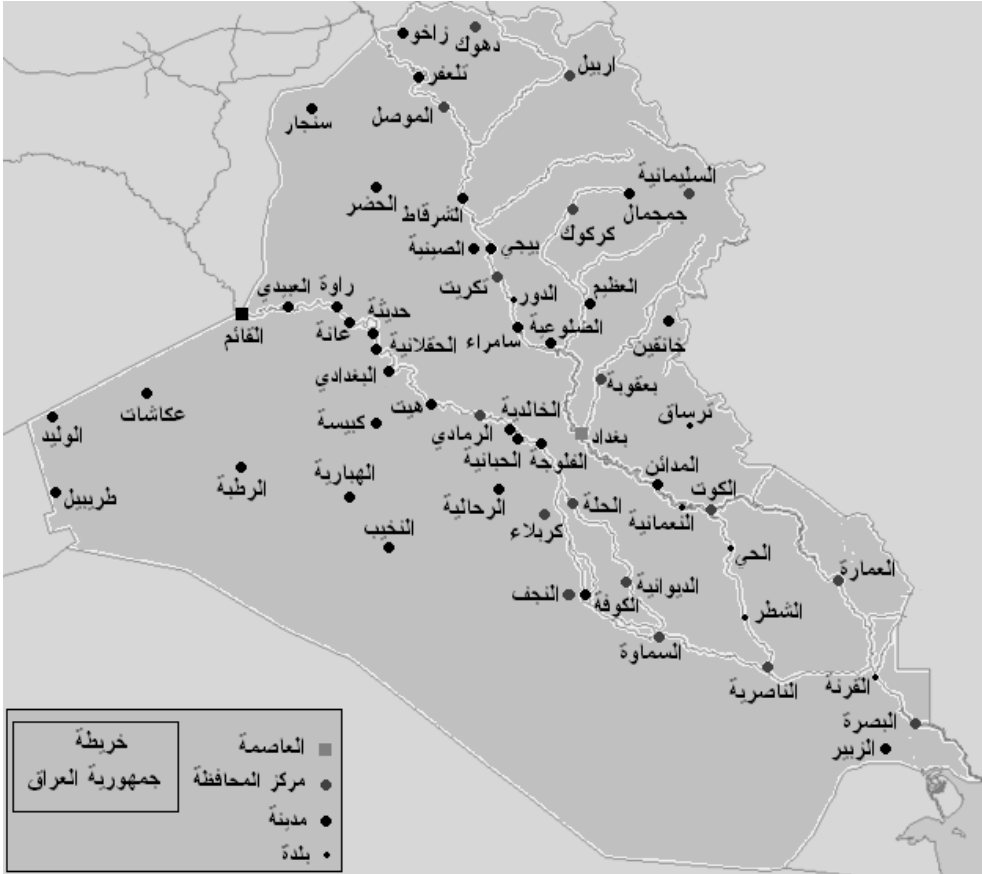 زاخو
دهوك
اربيل
تلعفر
الموصل
سنجار
السليمانية
الحضر
الشرقاط
جمجمال
كركوك
الصينية
بيجي
تكريت
الدور
العظيم
العبيدي
راوة
القائم
عانة
حديثة
سامراء
الضلوعية
خانقين
الحقلانية
البغدادي
بعقوبة
عكاشات
هيت
الخالدية
ترساق
الوليد
كبيسة
الرمادي
بغداد
الحبانية
الفلوجة
المدائن
الرطبة
الهبارية
طريبيل
الرحالية
الحلة
النعمانية
الكوت
النخيب
كربلاء
الحي
العمارة
النجف
الكوفة
الديوانية
الشطر
السماوة
الناصرية
القرنة
البصرة
الزبير
خريطة
جمهورية العراق
العاصمة
مركز المحافظة
مدينة
بلدة